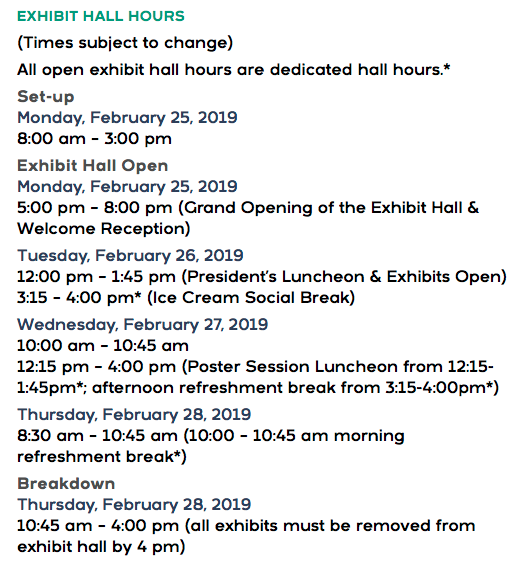 EXHIBIT HALL HOURS
(Times subject to change)
All open exhibit hall hours are dedicated hall hours.*
Set-up
Monday, February 25, 2019
8:00 am – 3:00 pm
Exhibit Hall Open
Monday, February 25, 2019
5:00 pm – 8:00 pm (Grand Opening of the Exhibit Hall &
Welcome Reception)
Tuesday, February 26, 2019
12:00 pm – 1:45 pm (President's Luncheon & Exhibits Open)
3:15 – 4:00 pm* (Ice Cream Social Break)
Wednesday, February 27, 2019
10:00 am – 10:45 am
12:15 pm – 4:00 pm (Poster Session Luncheon from 12:15-
1:45pm*; afternoon refreshment break from 3:15-4:00pm*)
Thursday, February 28, 2019
8:30 am – 10:45 am (10:00 – 10:45 am morning
refreshment break*)
Breakdown
Thursday, February 28, 2019
10:45 am – 4:00 pm (all exhibits must be removed from
exhibit hall by 4 pm)